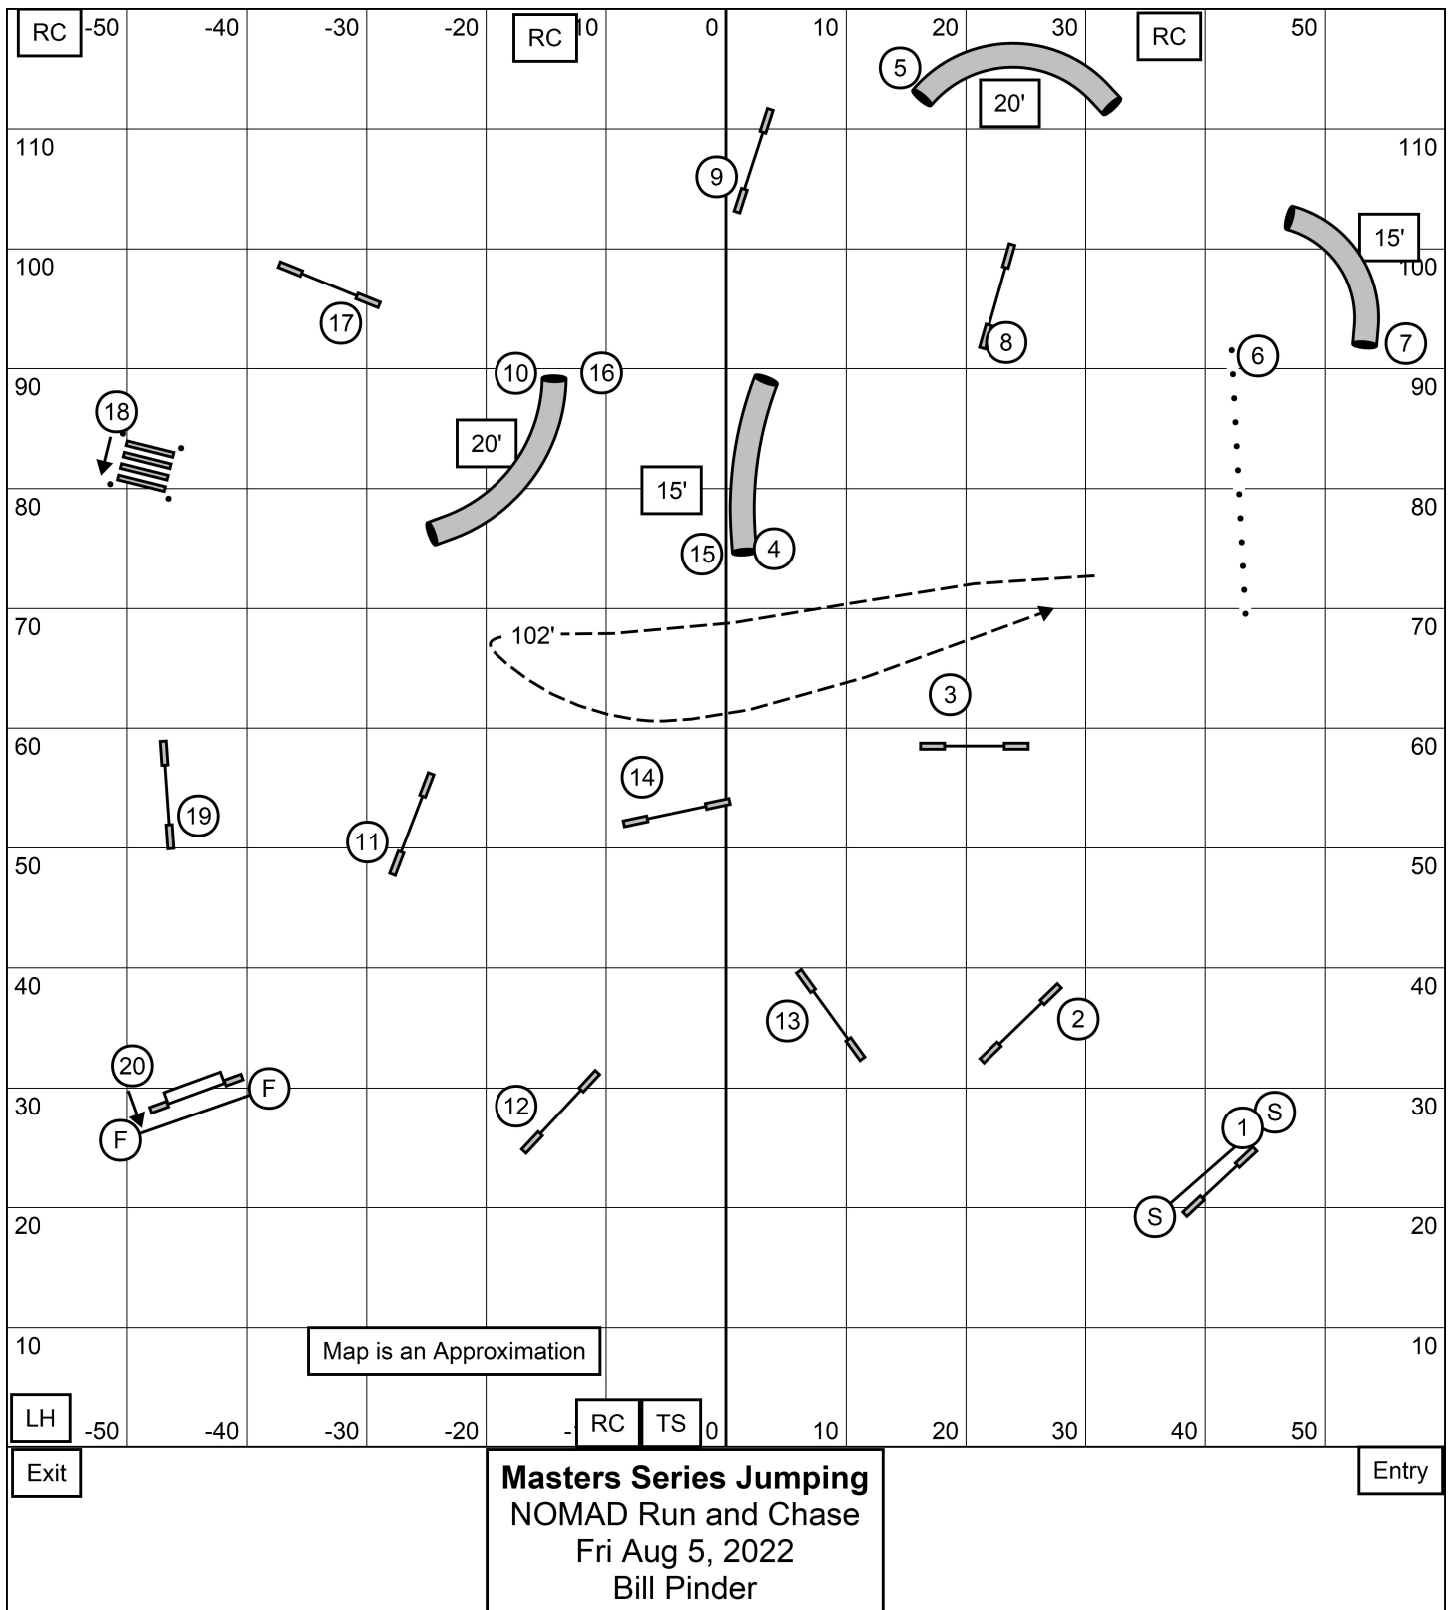 RC -50 -40 -30 -20 RC 10 0 10 20 30 RC 50
5
20'
110 110
9
15'
100 100
17
8
7
6
90 10 16 90
18
20'
15'
80 80
15 4
70 102' 70
3
60 60
14
19
11
50 50
40 40
13 2
20
F
30 12 30
1 S
F
20 S 20
10 Map is an Approximation 10
LH -50 -40 -30 -20 - RC TS 0 10 20 30 40 50
Exit Entry
Masters Series Jumping
NOMAD Run and Chase
Fri Aug 5, 2022
Bill Pinder